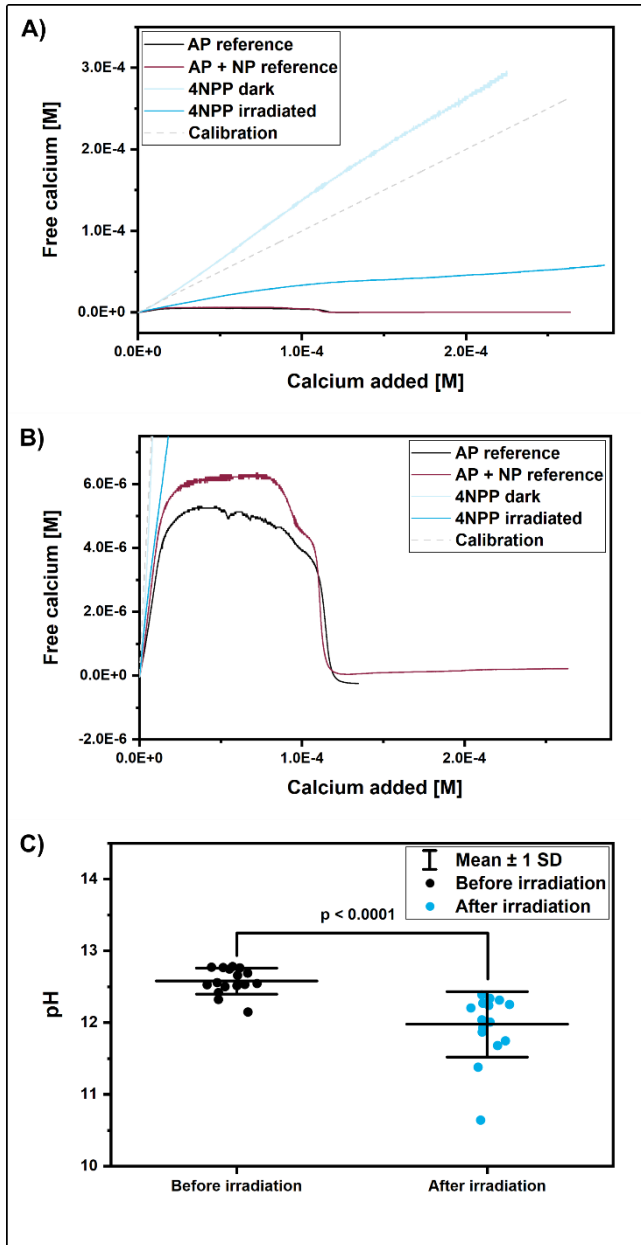 A)
AP reference
AP + NP reference
4NPP dark
4NPP irradiated
Calibration
3.0E-4
2.0E-4
1.0E-4
0.0E+0
Free calcium [M]
0.0E+0 1.0E-4 2.0E-4
Calcium added [M]
B)
AP reference
AP + NP reference
4NPP dark
4NPP irradiated
Calibration
6.0E-6
4.0E-6
2.0E-6
0.0E+0
-2.0E-6
Free calcium [M]
0.0E+0 1.0E-4 2.0E-4
Calcium added [M]
C)
Mean ± 1 SD
Before irradiation
After irradiation
p < 0.0001
14
13
12
11
10
pH
Before irradiation After irradiation